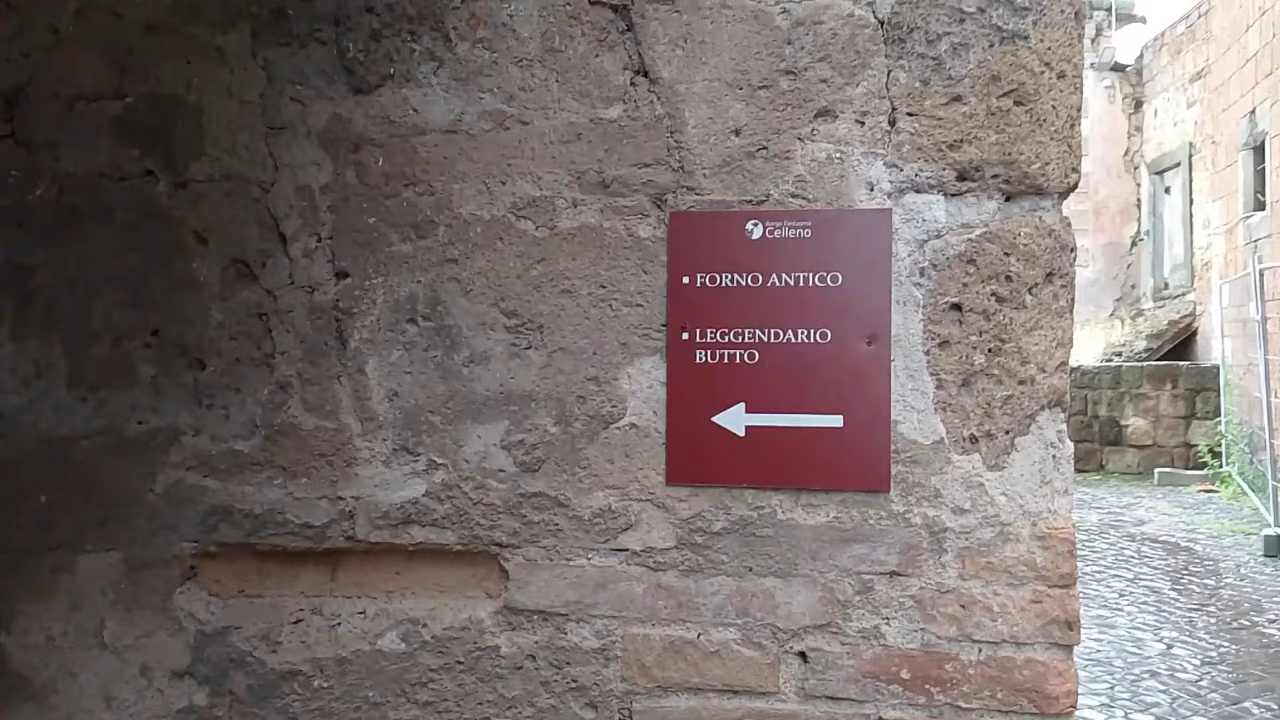 Borgo Fantasma
Celleno
FORNO ANTICO
LEGGENDARIO
BUTTO